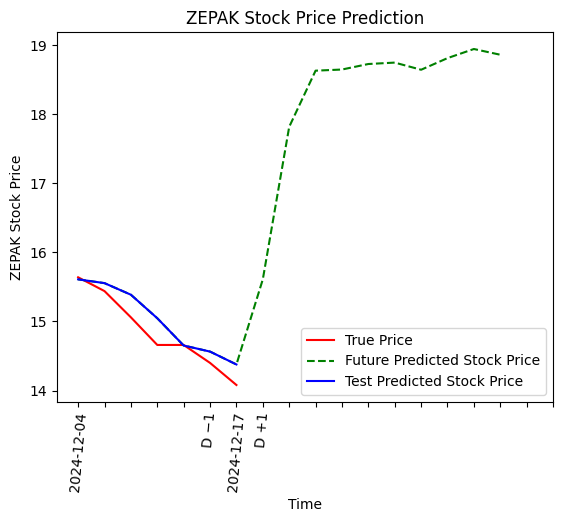 ZEPAK Stock Price Prediction
ZEPAK Stock Price
19
18
17
16
15
14
True Price
Future Predicted Stock Price
Test Predicted Stock Price
2024-12-04
D −1
2024-12-17
D +1
Time